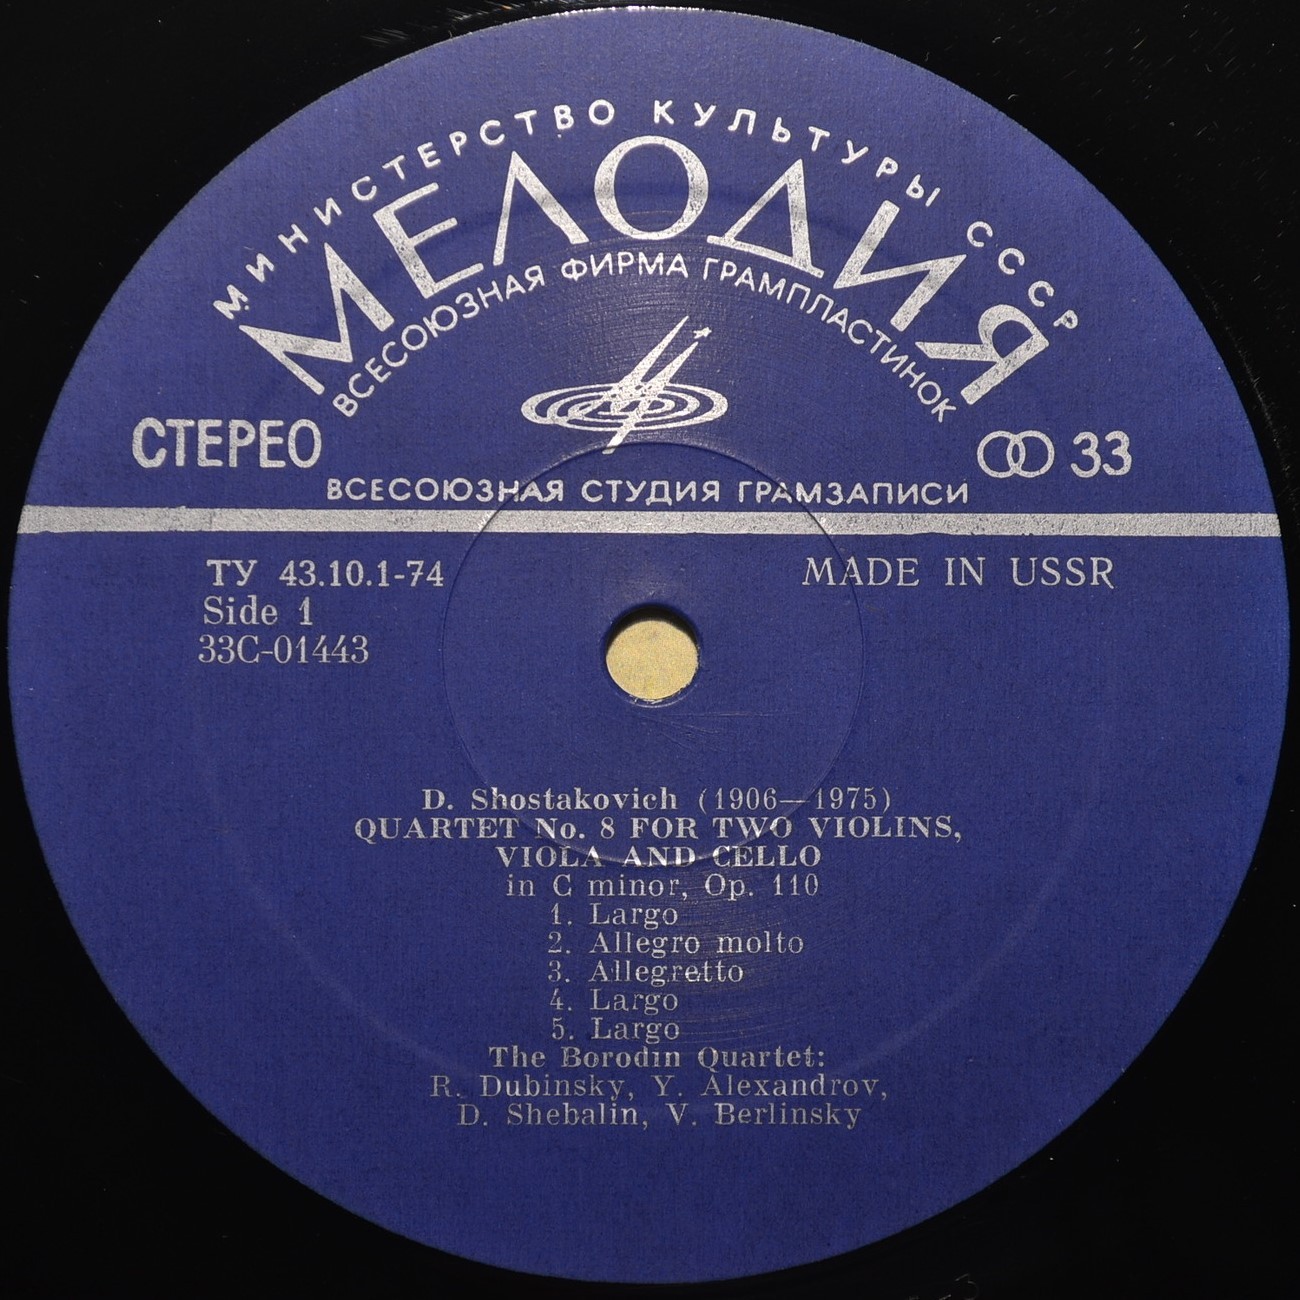 МИНИСТЕРСТВО КУЛЬТУРЫ СССР
МЕЛОДИЯ
ВСЕСОЮЗНАЯ ФИРМА ГРАМПЛАСТИНОК
СТЕРЕО
33
ВСЕСОЮЗНАЯ СТУДИЯ ГРАМЗАПИСИ
ТУ 43.10.1-74
MADE IN USSR
Side 1
33С-01443
D. Shostakovich (1906—1975)
QUARTET No. 8 FOR TWO VIOLINS,
VIOLA AND CELLO
in C minor, Op. 110
1. Largo
2. Allegro molto
3. Allegretto
4. Largo
5. Largo
The Borodin Quartet:
R. Dubinsky, Y. Alexandrov,
D. Shebalin, V. Berlinsky